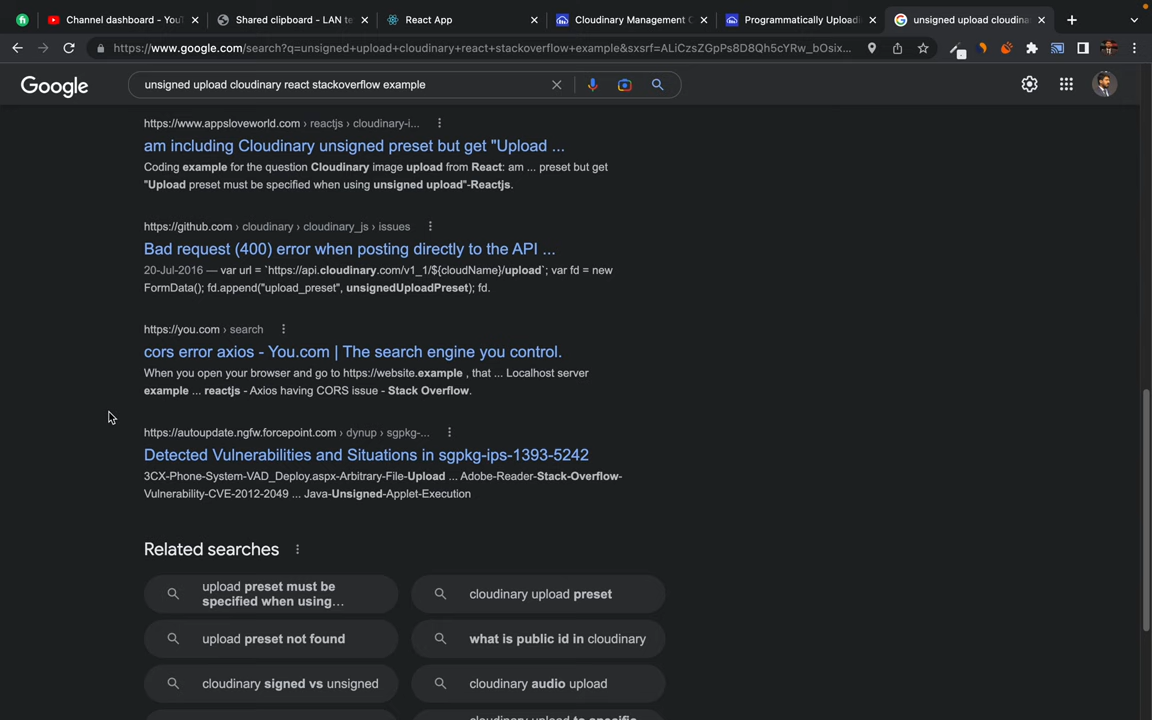 Channel dashboard - You
Shared clipboard - LAN te
React App
Cloudinary Management C
Programmatically Uploadi
unsigned upload cloudina
https://www.google.com/search?q=unsigned+upload+cloudinary+react+stackoverflow+example&sxsrf=ALiCzsZGpPs8D8Qh5cYRw_bOsix...
Google
unsigned upload cloudinary react stackoverflow example
https://www.appsloveworld.com › reactjs › cloudinary-i...
am including Cloudinary unsigned preset but get "Upload ...
Coding example for the question Cloudinary image upload from React: am ... preset but get
"Upload preset must be specified when using unsigned upload"-Reactjs.
https://github.com › cloudinary › cloudinary_js › issues
Bad request (400) error when posting directly to the API ...
20-Jul-2016 — var url = `https://api.cloudinary.com/v1_1/${cloudName}/upload`; var fd = new
FormData(); fd.append("upload_preset", unsignedUploadPreset); fd.
https://you.com › search
cors error axios - You.com | The search engine you control.
When you open your browser and go to https://website.example , that ... Localhost server
example ... reactjs - Axios having CORS issue - Stack Overflow.
https://autoupdate.ngfw.forcepoint.com › dynup › sgpkg-...
Detected Vulnerabilities and Situations in sgpkg-ips-1393-5242
3CX-Phone-System-VAD_Deploy.aspx-Arbitrary-File-Upload ... Adobe-Reader-Stack-Overflow-
Vulnerability-CVE-2012-2049 ... Java-Unsigned-Applet-Execution
Related searches
upload preset must be
specified when using...
cloudinary upload preset
upload preset not found
what is public id in cloudinary
cloudinary signed vs unsigned
cloudinary audio upload